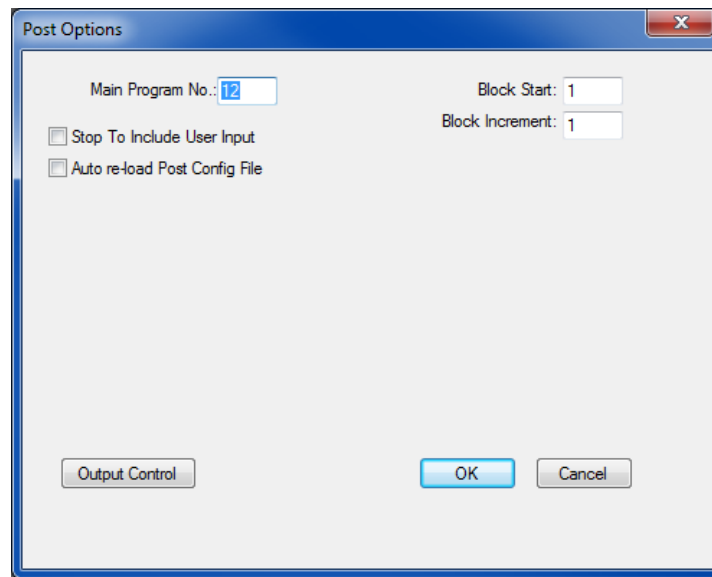 Post Options
Main Program No.: 12
Block Start: 1
Block Increment: 1
Stop To Include User Input
Auto re-load Post Config File
Output Control
OK
Cancel